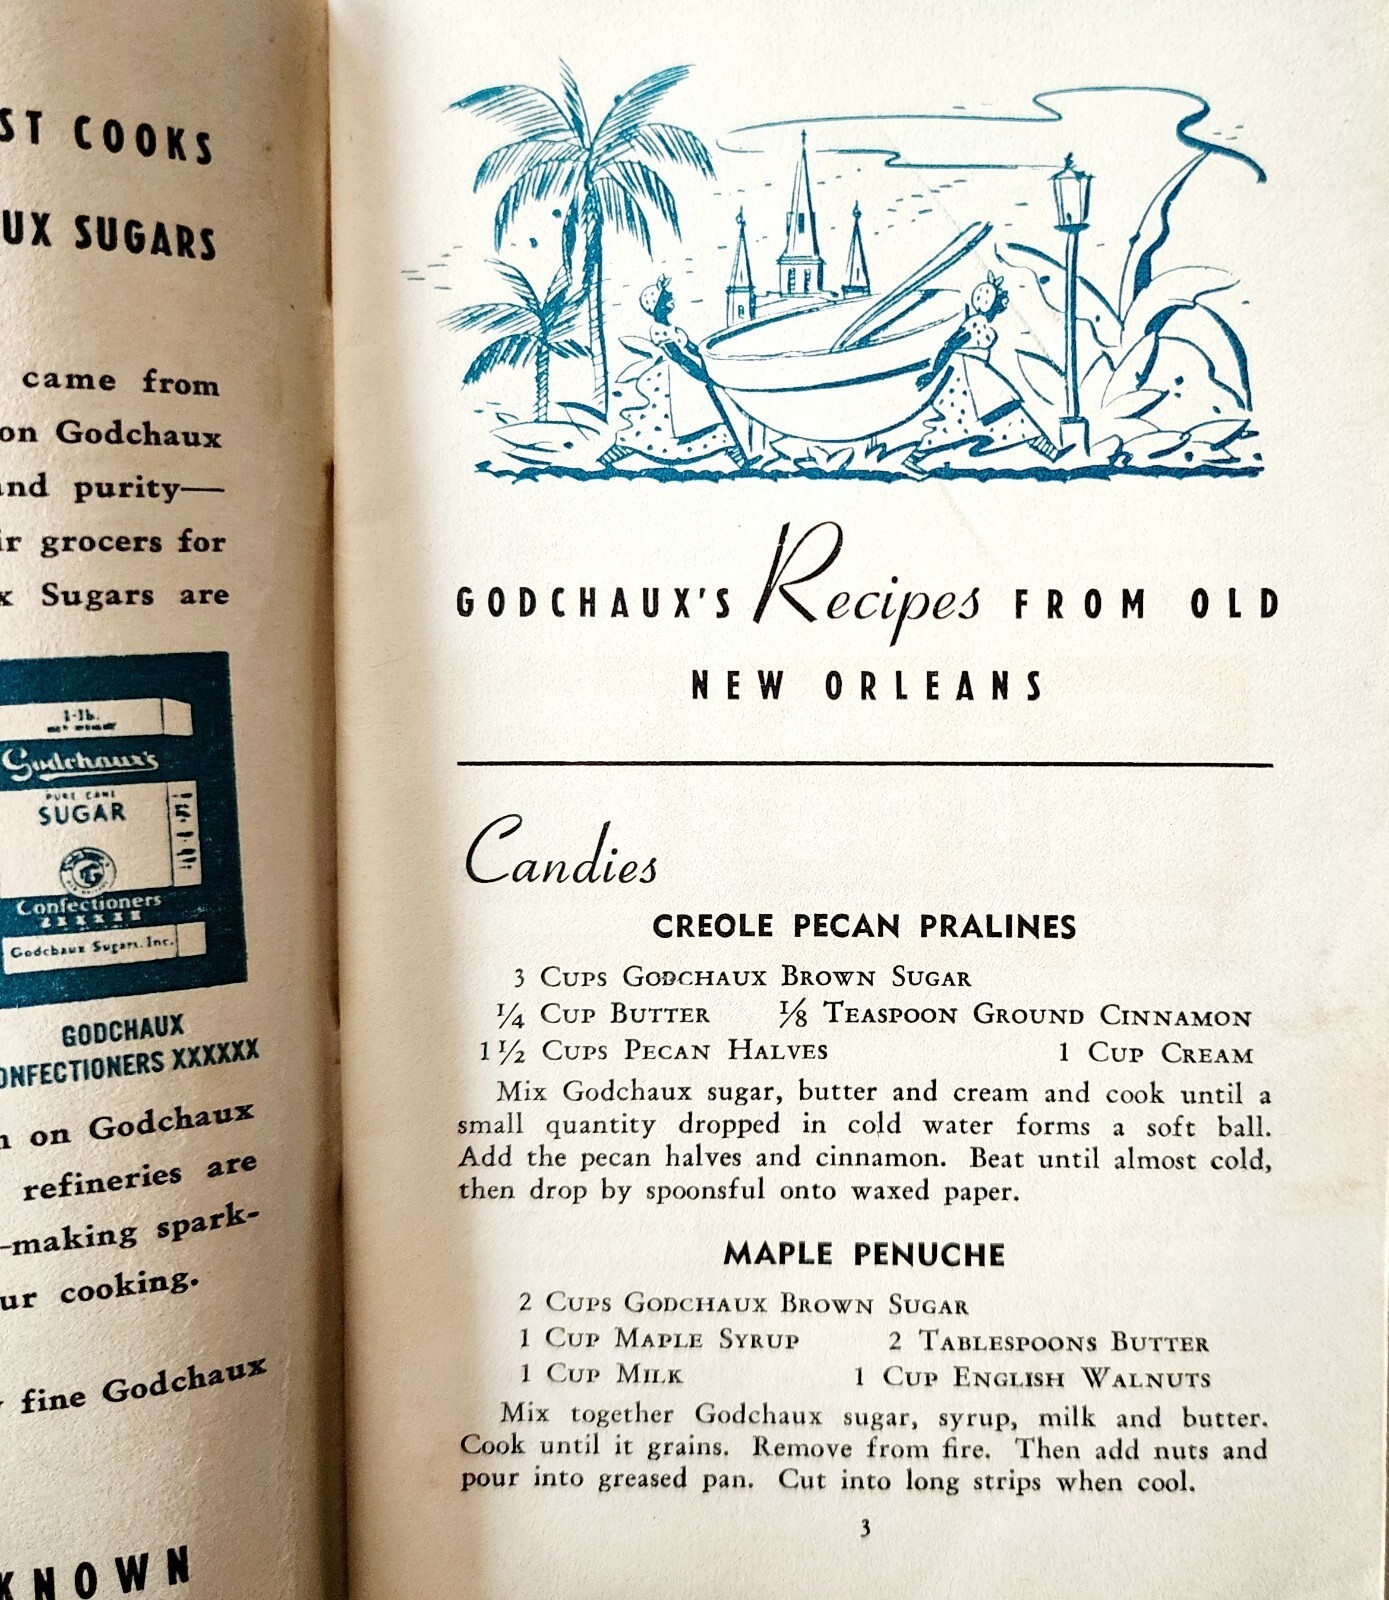 ST COOKS
UX SUGARS
came from
on Godchaux
and purity—
ir grocers for
x Sugars are
1-lb.
Godchaux's
PURE CANE
SUGAR
G
Confectioners
XXXXXX
Godchaux Sugars, Inc.
GODCHAUX
ONFECTIONERS XXXXXX
n on Godchaux
refineries are
—making spark-
ur cooking.
fine Godchaux
KNOWN
GODCHAUX'S Recipes FROM OLD
NEW ORLEANS
Candies
CREOLE PECAN PRALINES
3 CUPS GODCHAUX BROWN SUGAR
1/4 CUP BUTTER 1/8 TEASPOON GROUND CINNAMON
1 1/2 CUPS PECAN HALVES 1 CUP CREAM
Mix Godchaux sugar, butter and cream and cook until a
small quantity dropped in cold water forms a soft ball.
Add the pecan halves and cinnamon. Beat until almost cold,
then drop by spoonsful onto waxed paper.
MAPLE PENUCHE
2 CUPS GODCHAUX BROWN SUGAR
1 CUP MAPLE SYRUP 2 TABLESPOONS BUTTER
1 CUP MILK 1 CUP ENGLISH WALNUTS
Mix together Godchaux sugar, syrup, milk and butter.
Cook until it grains. Remove from fire. Then add nuts and
pour into greased pan. Cut into long strips when cool.
3